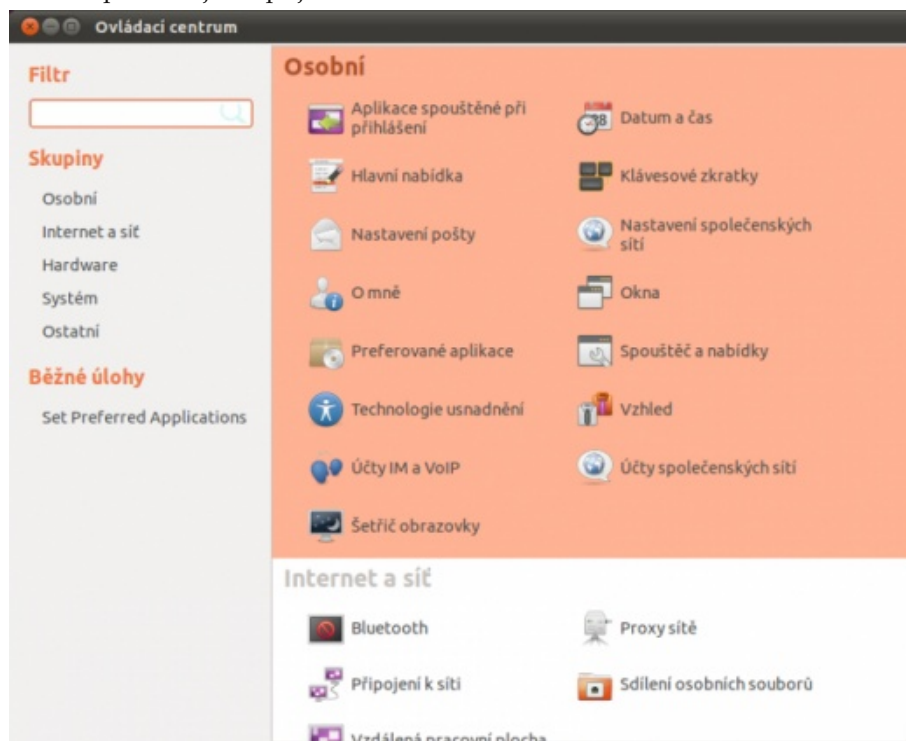 Ovládací centrum
Filtr
Skupiny
Osobní
Internet a síť
Hardware
Systém
Ostatní
Běžné úlohy
Set Preferred Applications
Osobní
Aplikace spouštěné při
přihlášení
Datum a čas
Hlavní nabídka
Klávesové zkratky
Nastavení pošty
Nastavení společenských
sítí
O mně
Okna
Preferované aplikace
Spouštěč a nabídky
Technologie usnadnění
Vzhled
Účty IM a VoIP
Účty společenských sítí
Šetřič obrazovky
Internet a síť
Bluetooth
Proxy sítě
Připojení k síti
Sdílení osobních souborů
Vzdálená pracovní plocha